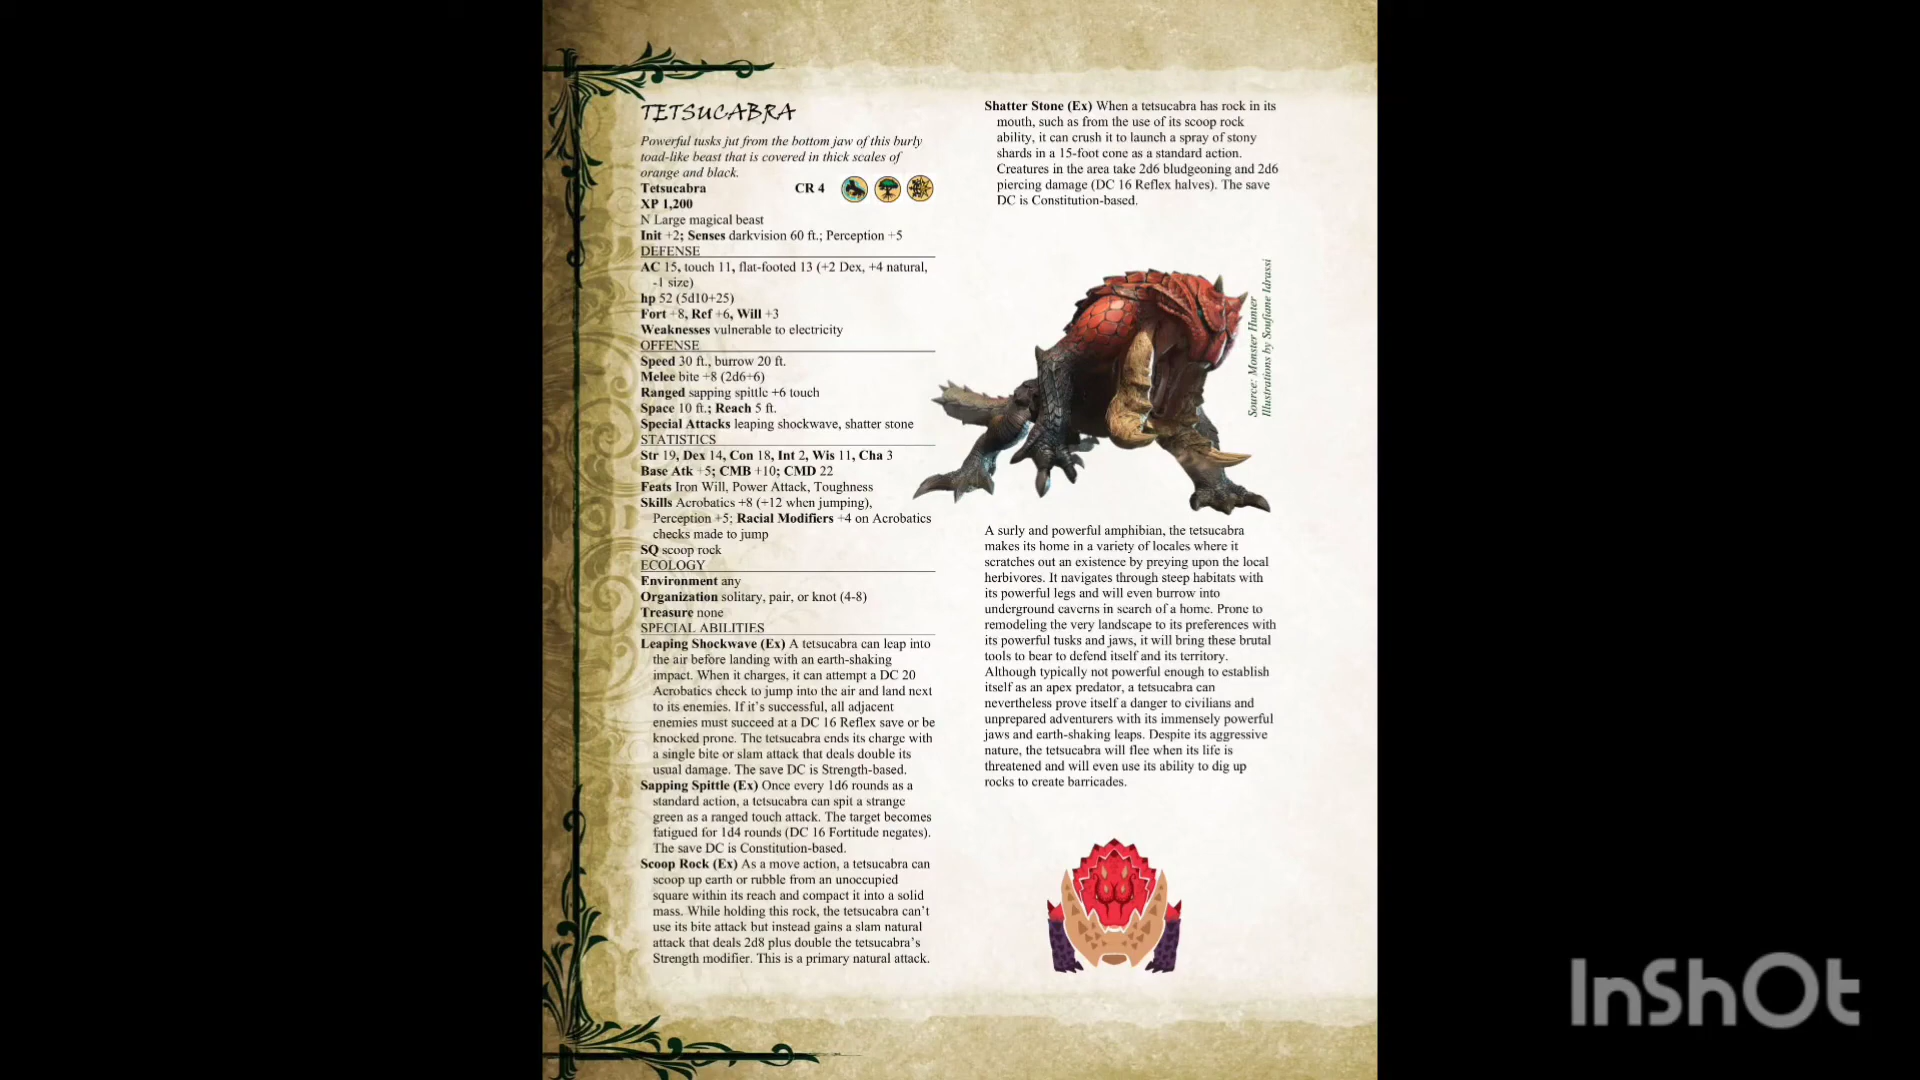 TETSUCABRA
Powerful tusks jut from the bottom jaw of this burly
toad-like beast that is covered in thick scales of
orange and black.
Tetsucabra CR 4
XP 1,200
N Large magical beast
Init +2; Senses darkvision 60 ft.; Perception +5
DEFENSE
AC 15, touch 11, flat-footed 13 (+2 Dex, +4 natural,
-1 size)
hp 52 (5d10+25)
Fort +8, Ref +6, Will +3
Weaknesses vulnerable to electricity
OFFENSE
Speed 30 ft., burrow 20 ft.
Melee bite +8 (2d6+6)
Ranged sapping spittle +6 touch
Space 10 ft.; Reach 5 ft.
Special Attacks leaping shockwave, shatter stone
STATISTICS
Str 19, Dex 14, Con 18, Int 2, Wis 11, Cha 3
Base Atk +5; CMB +10; CMD 22
Feats Iron Will, Power Attack, Toughness
Skills Acrobatics +8 (+12 when jumping),
Perception +5; Racial Modifiers +4 on Acrobatics
checks made to jump
SQ scoop rock
ECOLOGY
Environment any
Organization solitary, pair, or knot (4-8)
Treasure none
SPECIAL ABILITIES
Leaping Shockwave (Ex) A tetsucabra can leap into
the air before landing with an earth-shaking
impact. When it charges, it can attempt a DC 20
Acrobatics check to jump into the air and land next
to its enemies. If it's successful, all adjacent
enemies must succeed at a DC 16 Reflex save or be
knocked prone. The tetsucabra ends its charge with
a single bite or slam attack that deals double its
usual damage. The save DC is Strength-based.
Sapping Spittle (Ex) Once every 1d6 rounds as a
standard action, a tetsucabra can spit a strange
green as a ranged touch attack. The target becomes
fatigued for 1d4 rounds (DC 16 Fortitude negates).
The save DC is Constitution-based.
Scoop Rock (Ex) As a move action, a tetsucabra can
scoop up earth or rubble from an unoccupied
square within its reach and compact it into a solid
mass. While holding this rock, the tetsucabra can't
use its bite attack but instead gains a slam natural
attack that deals 2d8 plus double the tetsucabra's
Strength modifier. This is a primary natural attack.
Shatter Stone (Ex) When a tetsucabra has rock in its
mouth, such as from the use of its scoop rock
ability, it can crush it to launch a spray of stony
shards in a 15-foot cone as a standard action.
Creatures in the area take 2d6 bludgeoning and 2d6
piercing damage (DC 16 Reflex halves). The save
DC is Constitution-based.
Source: Monster Hunter
Illustrations by Soufiane Idrassi
A surly and powerful amphibian, the tetsucabra
makes its home in a variety of locales where it
scratches out an existence by preying upon the local
herbivores. It navigates through steep habitats with
its powerful legs and will even burrow into
underground caverns in search of a home. Prone to
remodeling the very landscape to its preferences with
its powerful tusks and jaws, it will bring these brutal
tools to bear to defend itself and its territory.
Although typically not powerful enough to establish
itself as an apex predator, a tetsucabra can
nevertheless prove itself a danger to civilians and
unprepared adventurers with its immensely powerful
jaws and earth-shaking leaps. Despite its aggressive
nature, the tetsucabra will flee when its life is
threatened and will even use its ability to dig up
rocks to create barricades.
InShOt